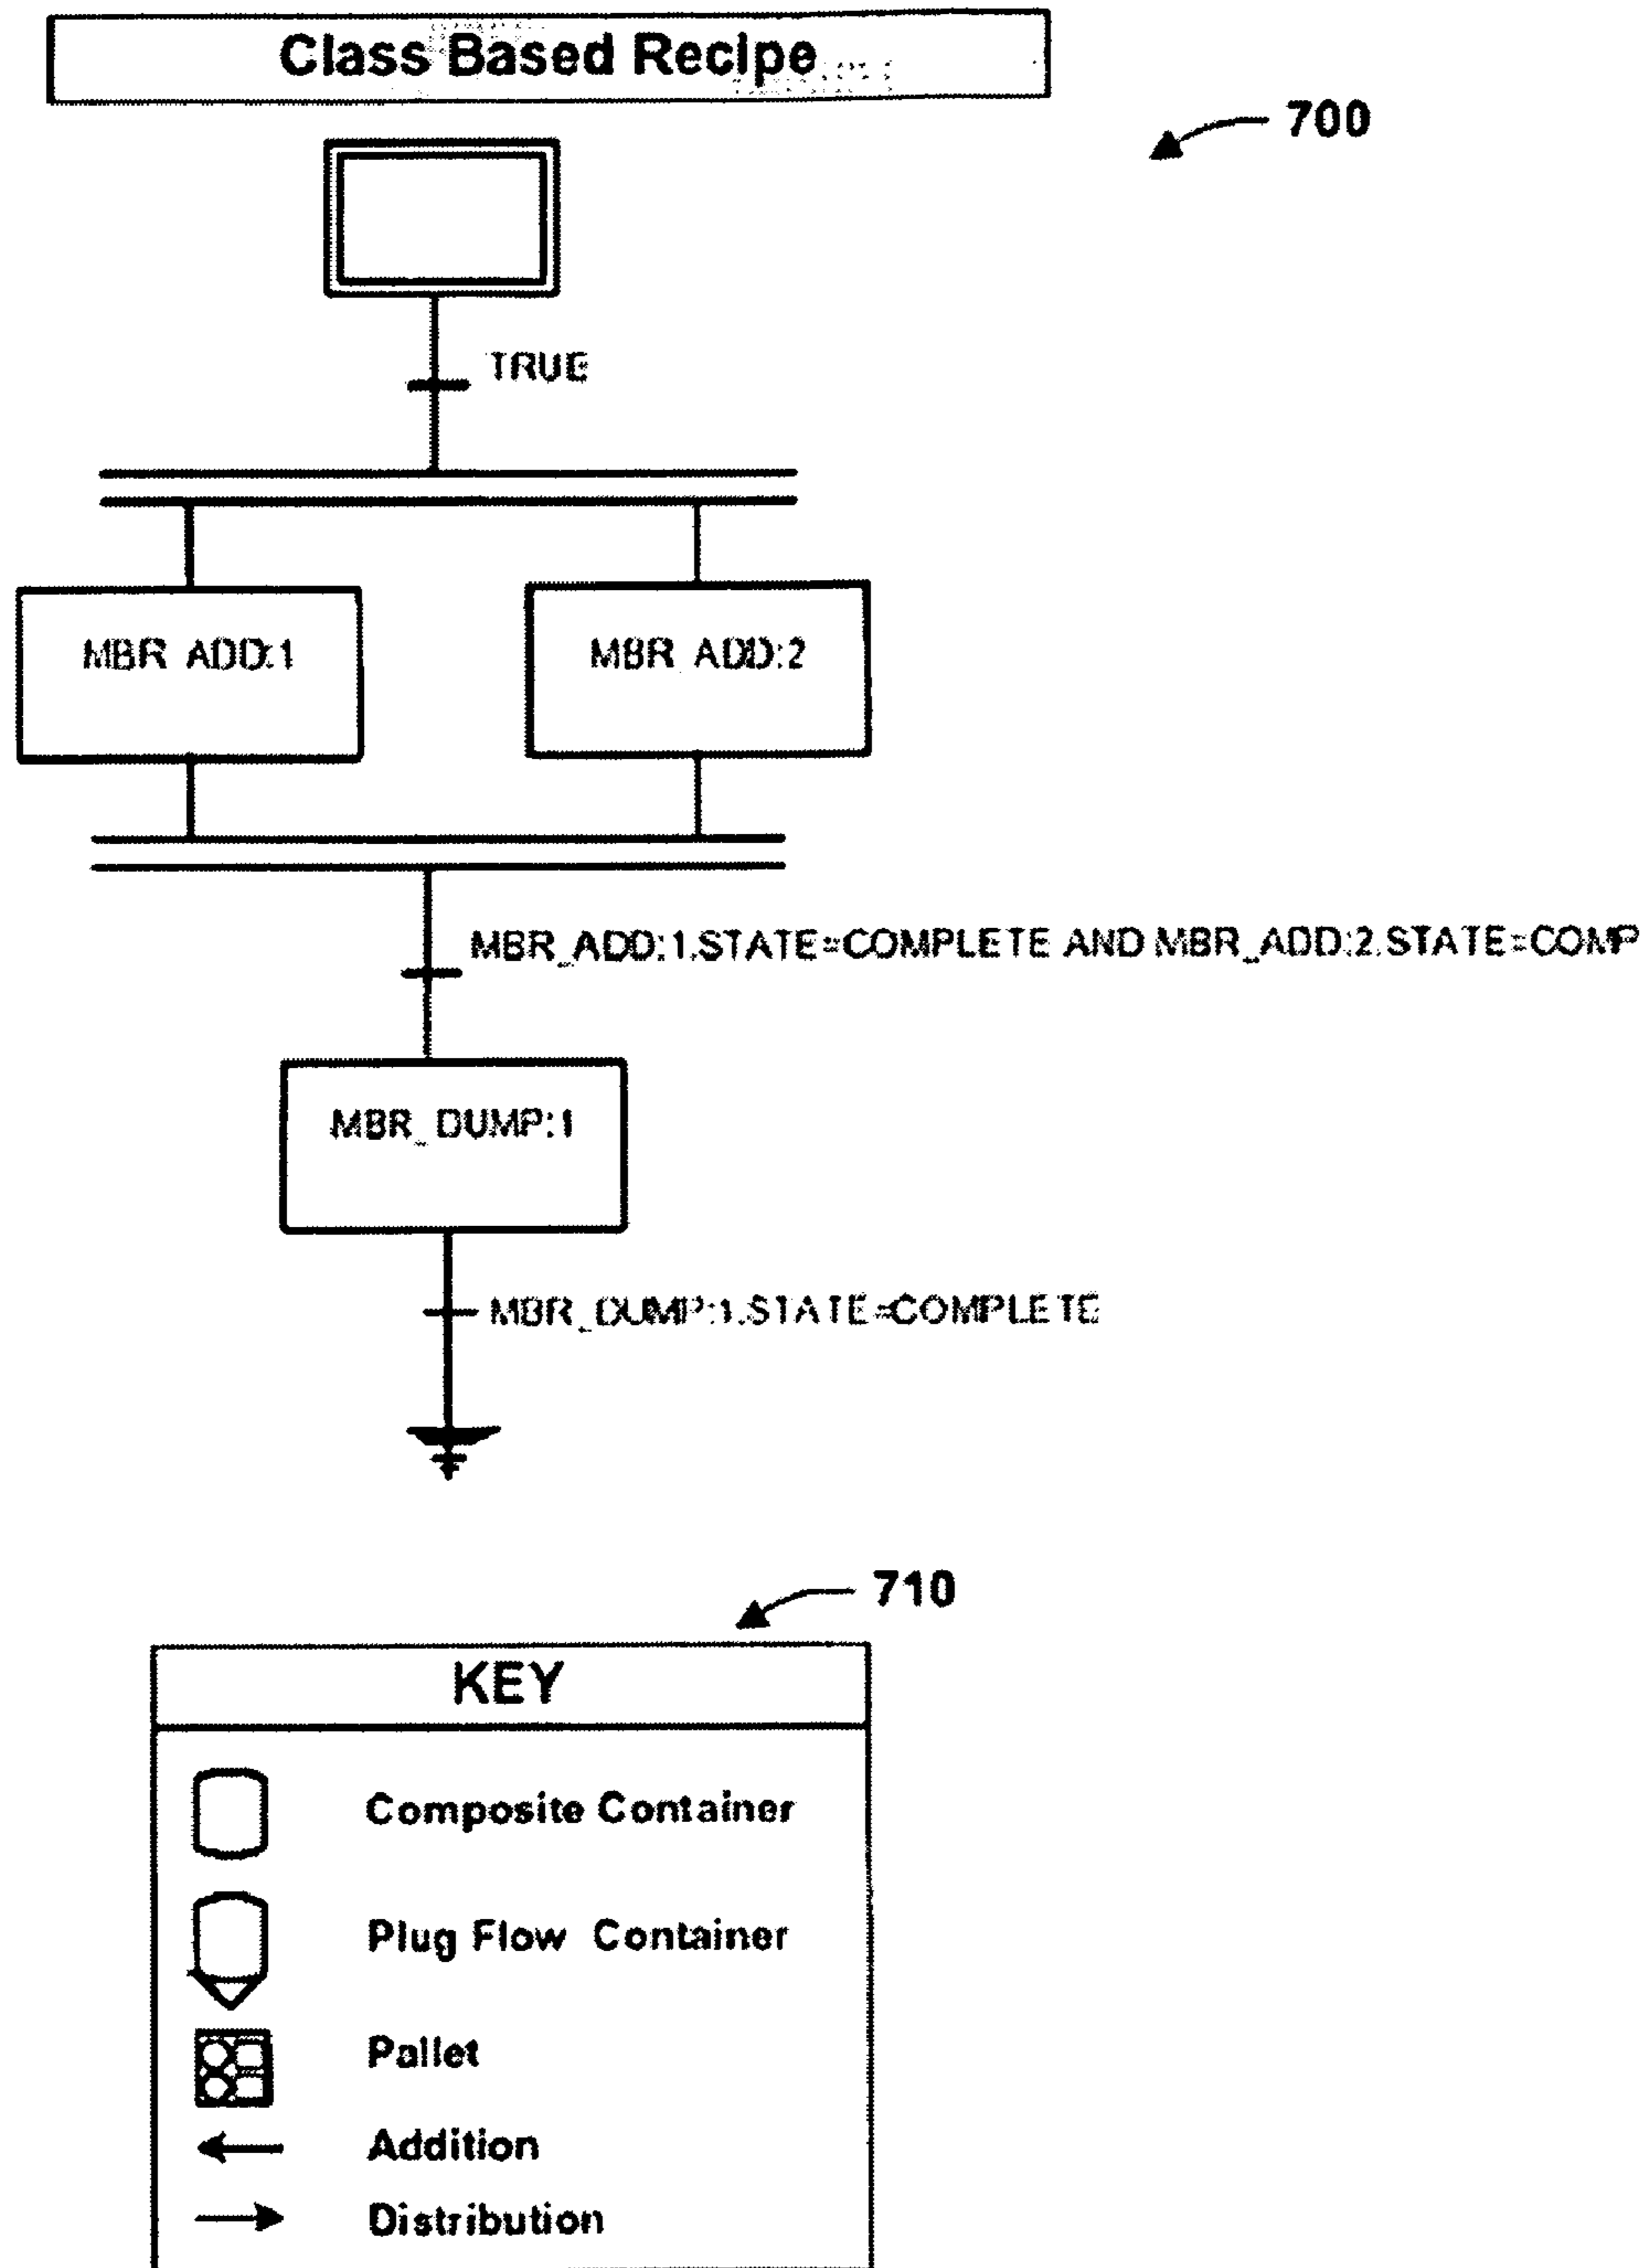 Class Based Recipe
700
TRUE
MBR ADD:1
MBR ADD:2
MBR_ADD:1.STATE=COMPLETE AND MBR_ADD:2.STATE=COMP
MBR_DUMP:1
MBR_DUMP:1.STATE=COMPLETE
710
KEY
Composite Container
Plug Flow Container
Pallet
Addition
Distribution